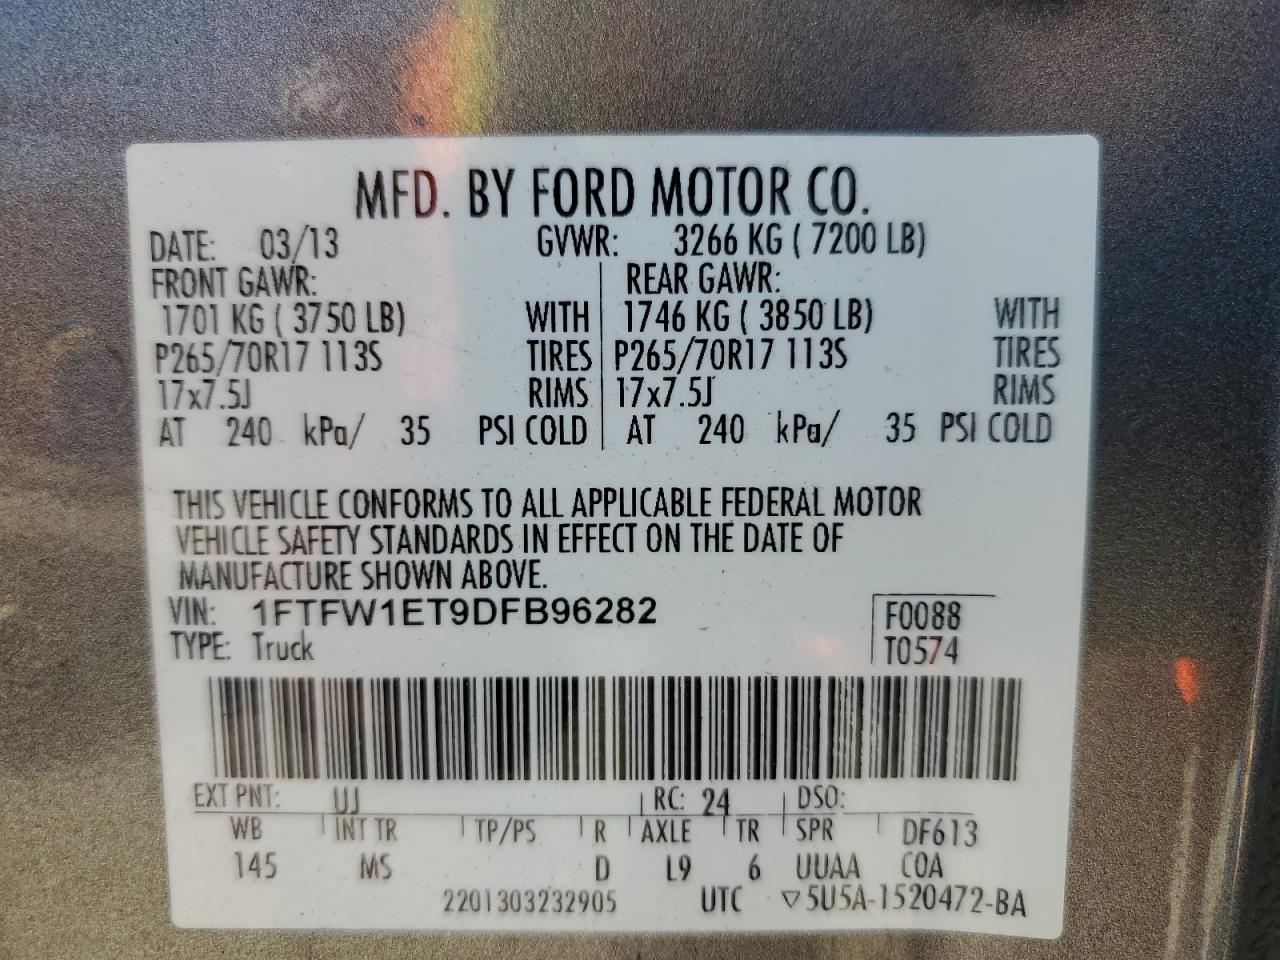 MFD. BY FORD MOTOR CO.
DATE: 03/13 GVWR: 3266 KG ( 7200 LB)
FRONT GAWR: REAR GAWR:
1701 KG ( 3750 LB) WITH 1746 KG ( 3850 LB) WITH
P265/70R17 113S TIRES P265/70R17 113S TIRES
17x7.5J RIMS 17x7.5J RIMS
AT 240 kPa/ 35 PSI COLD AT 240 kPa/ 35 PSI COLD
THIS VEHICLE CONFORMS TO ALL APPLICABLE FEDERAL MOTOR
VEHICLE SAFETY STANDARDS IN EFFECT ON THE DATE OF
MANUFACTURE SHOWN ABOVE.
VIN: 1FTFW1ET9DFB96282 F0088
TYPE: Truck T0574
EXT PNT: UJ RC: 24 DSO:
WB INT TR TP/PS R AXLE TR SPR DF613
145 MS D L9 6 UUAA COA
2201303232905 UTC ▽5U5A-1520472-BA